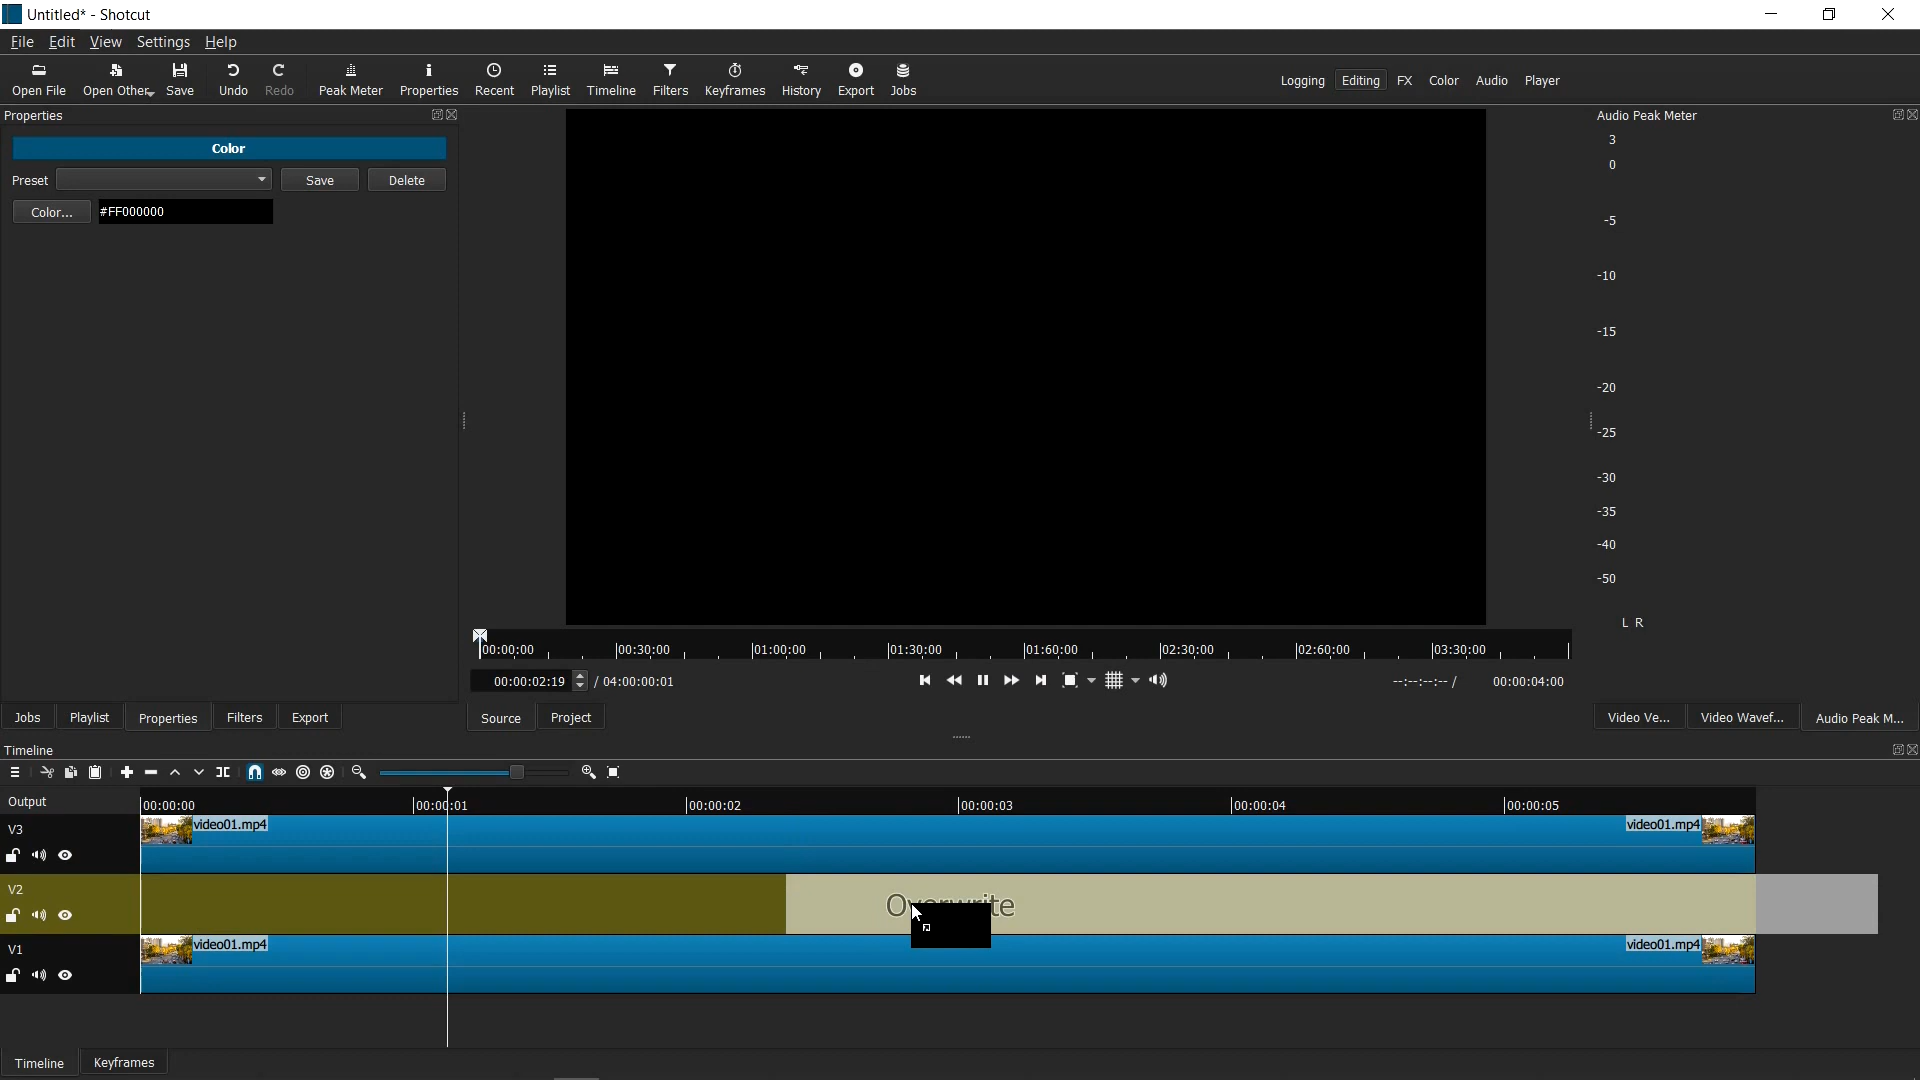 Untitled* - Shotcut
File Edit View Settings Help
Open File Open Other Save Undo Redo Peak Meter Properties Recent Playlist Timeline Filters Keyframes History Export Jobs
Logging Editing FX Color Audio Player
Properties
Color
Preset Save Delete
Color... #FF000000
Audio Peak Meter
3
0
-5
-10
-15
-20
-25
-30
-35
-40
-50
L R
00:00:00 00:30:00 01:00:00 01:30:00 01:60:00 02:30:00 02:60:00 03:30:00
00:00:02:19 / 04:00:00:01
--:--:--:-- / 00:00:04:00
Jobs Playlist Properties Filters Export
Source Project
Video Ve... Video Wavef... Audio Peak M...
Timeline
Output
00:00:00 00:00:01 00:00:02 00:00:03 00:00:04 00:00:05
V3
video01.mp4 video01.mp4
V2
Overwrite
V1
video01.mp4 video01.mp4
Timeline Keyframes